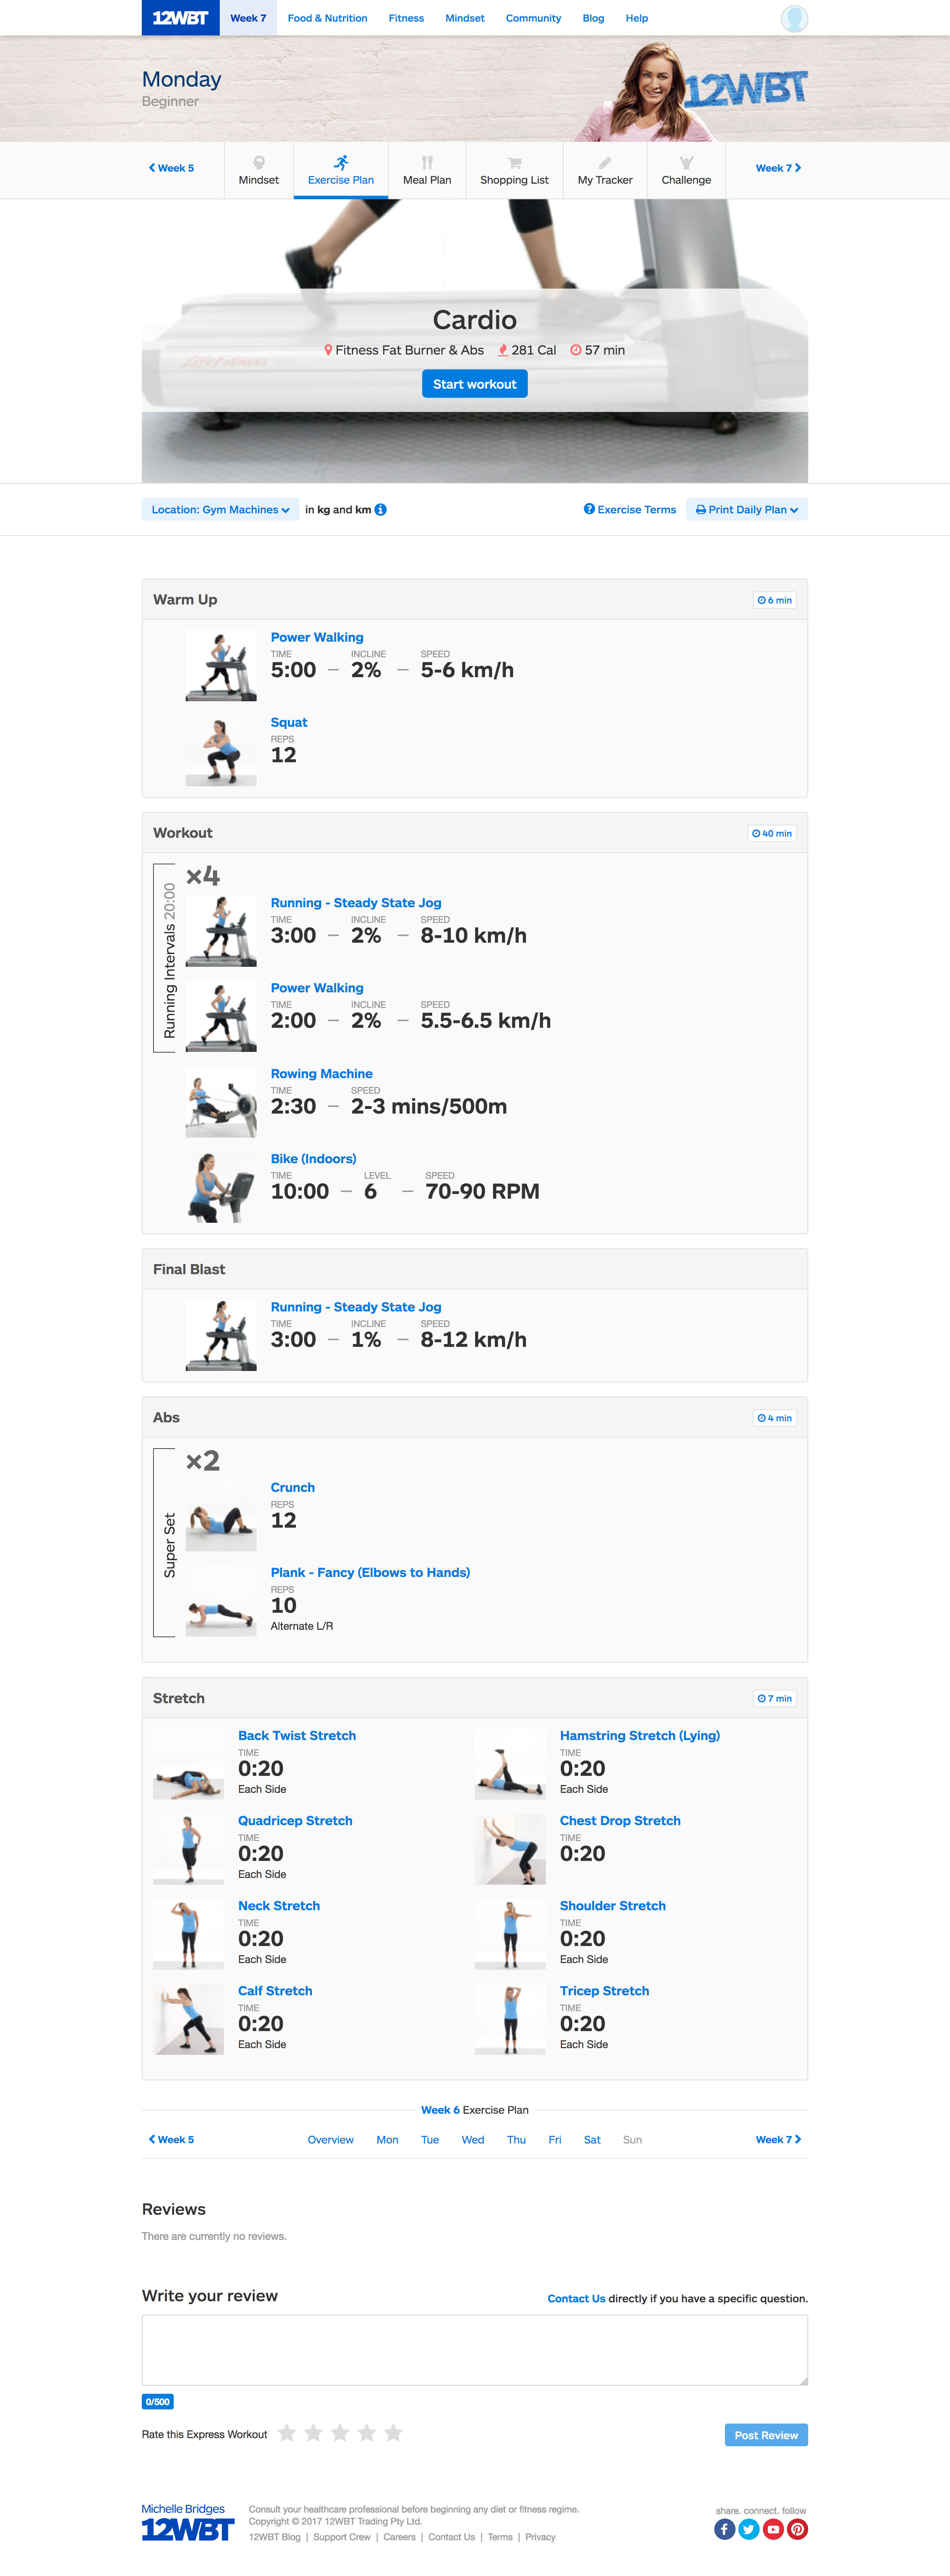 12WBT
Week 7 Food & Nutrition Fitness Mindset Community Blog Help
Monday
Beginner
12WBT
Week 5
Mindset
Exercise Plan
Meal Plan
Shopping List
My Tracker
Challenge
Week 7
LifeFitness
Cardio
Fitness Fat Burner & Abs 281 Cal 57 min
Start workout
Location: Gym Machines in kg and km
Exercise Terms
Print Daily Plan
Warm Up
6 min
Power Walking
TIME INCLINE SPEED
5:00 – 2% – 5-6 km/h
Squat
REPS
12
Workout
40 min
Running Intervals 20:00
×4
Running - Steady State Jog
TIME INCLINE SPEED
3:00 – 2% – 8-10 km/h
Power Walking
TIME INCLINE SPEED
2:00 – 2% – 5.5-6.5 km/h
Rowing Machine
TIME SPEED
2:30 – 2-3 mins/500m
Bike (Indoors)
TIME LEVEL SPEED
10:00 – 6 – 70-90 RPM
Final Blast
Running - Steady State Jog
TIME INCLINE SPEED
3:00 – 1% – 8-12 km/h
Abs
4 min
Super Set
×2
Crunch
REPS
12
Plank - Fancy (Elbows to Hands)
REPS
10
Alternate L/R
Stretch
7 min
Back Twist Stretch
TIME
0:20
Each Side
Hamstring Stretch (Lying)
TIME
0:20
Each Side
Quadricep Stretch
TIME
0:20
Each Side
Chest Drop Stretch
TIME
0:20
Neck Stretch
TIME
0:20
Each Side
Shoulder Stretch
TIME
0:20
Each Side
Calf Stretch
TIME
0:20
Each Side
Tricep Stretch
TIME
0:20
Each Side
Week 6 Exercise Plan
Week 5 Overview Mon Tue Wed Thu Fri Sat Sun Week 7
Reviews
There are currently no reviews.
Write your review
Contact Us directly if you have a specific question.
0/500
Rate this Express Workout
Post Review
Michelle Bridges
12WBT
Consult your healthcare professional before beginning any diet or fitness regime.
Copyright © 2017 12WBT Trading Pty Ltd.
12WBT Blog | Support Crew | Careers | Contact Us | Terms | Privacy
share. connect. follow